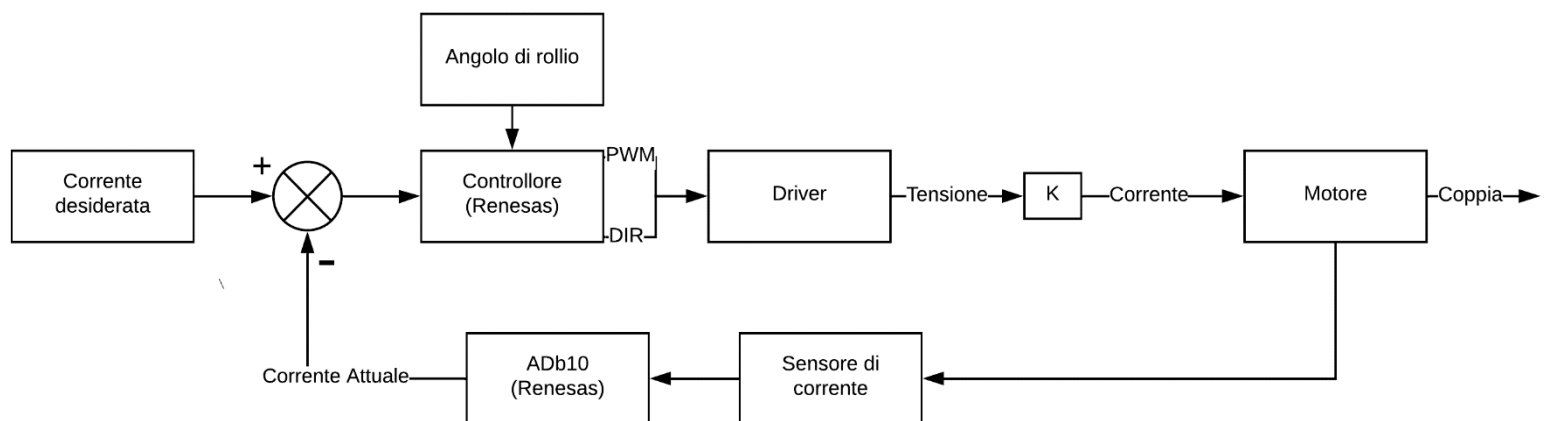 Angolo di rollio
Corrente
desiderata
+
-
Controllore
(Renesas)
PWM
DIR
Driver
Tensione
K
Corrente
Motore
Coppia
Corrente Attuale
ADb10
(Renesas)
Sensore di
corrente
\